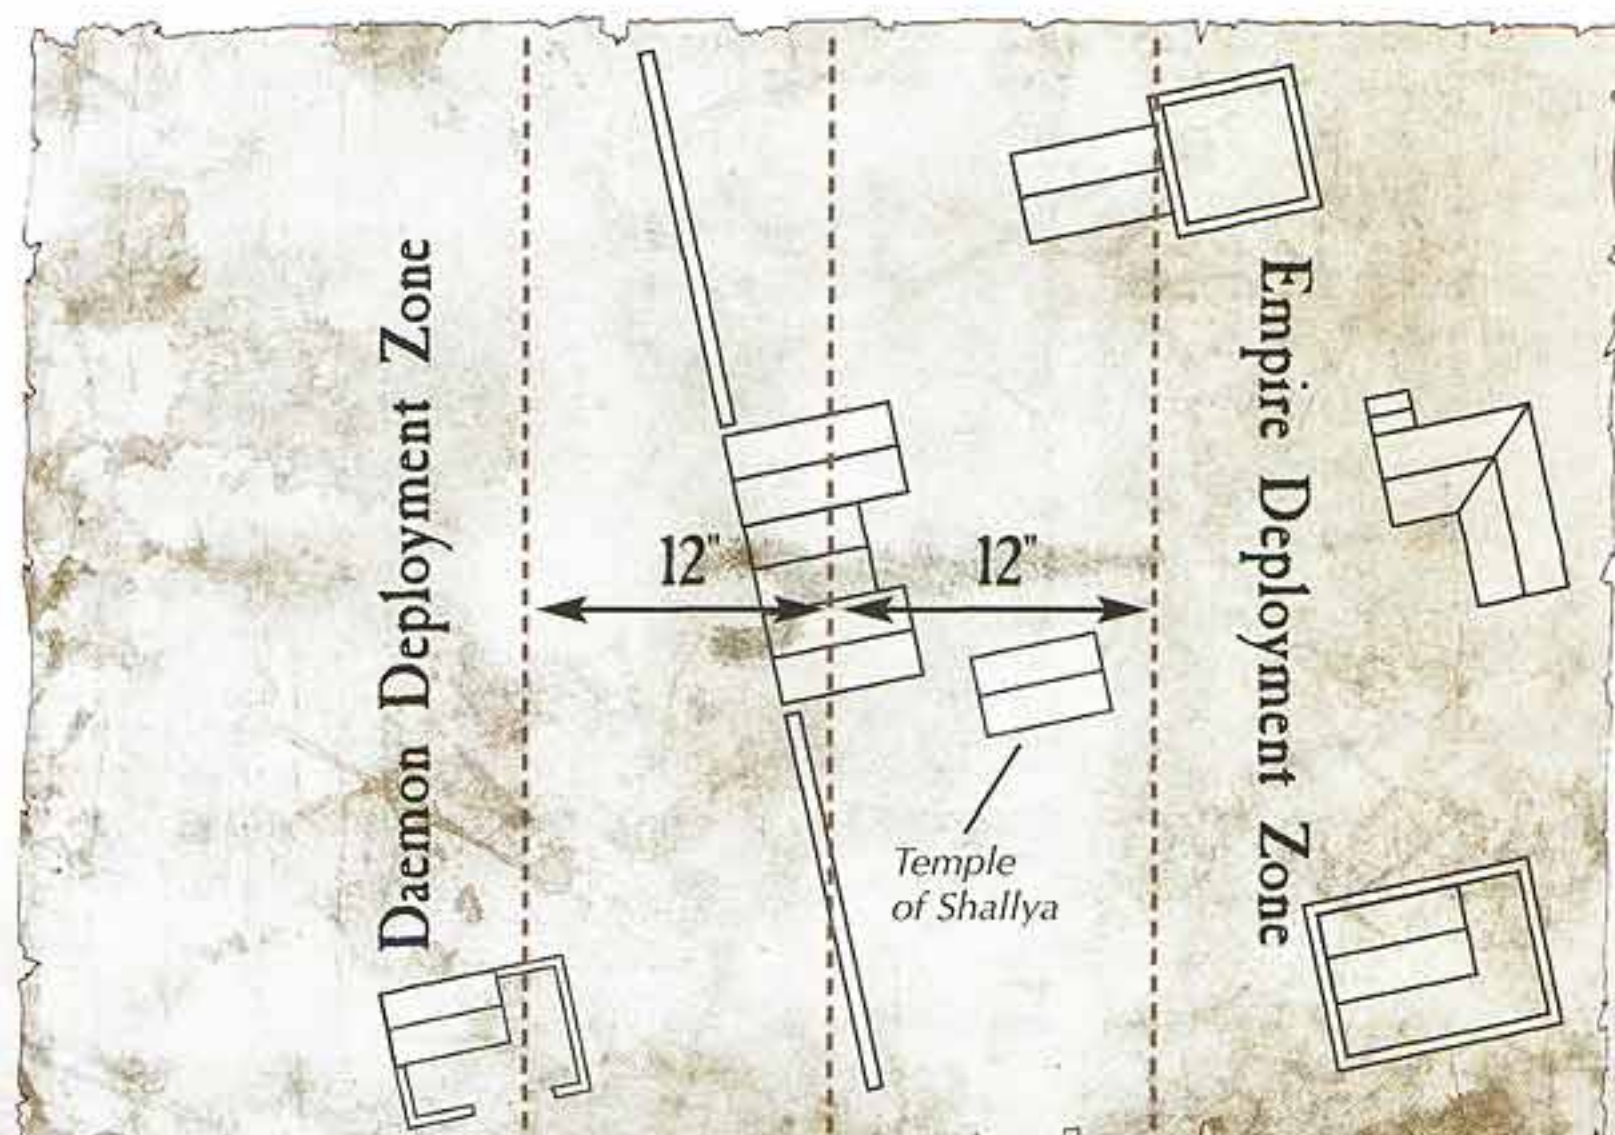 Daemon Deployment Zone
12"
12"
Empire Deployment Zone
Temple
of Shallya